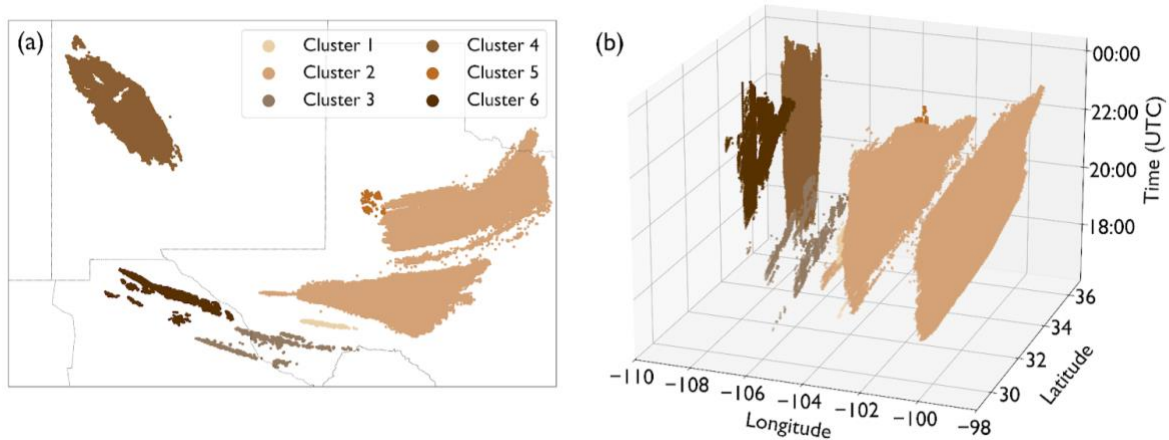 (a)
Cluster 1
Cluster 2
Cluster 3
Cluster 4
Cluster 5
Cluster 6
(b)
00:00
22:00
20:00
18:00
Time (UTC)
36
34
32
30
Latitude
−110
−108
−106
−104
−102
−100
−98
Longitude